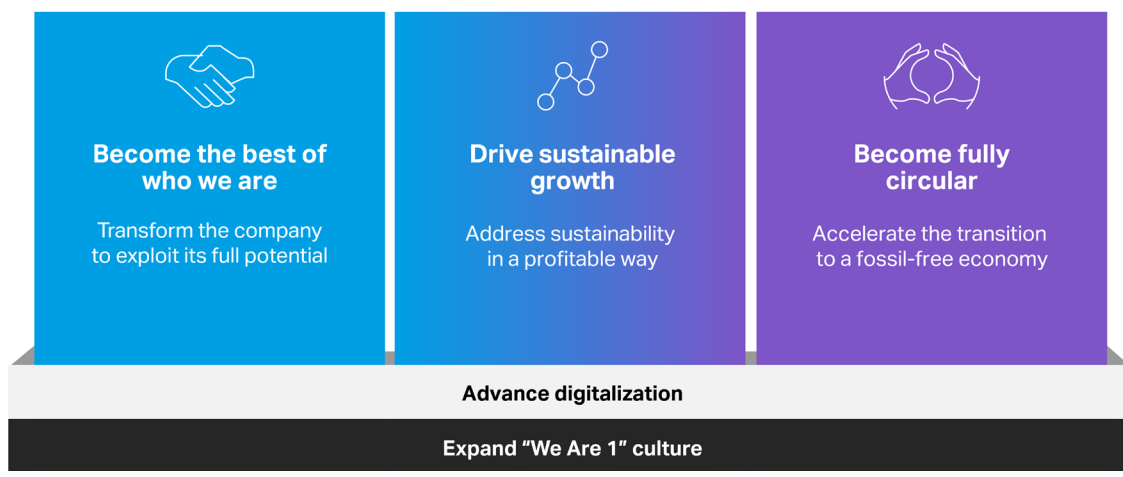 Become the best of
who we are
Transform the company
to exploit its full potential
Drive sustainable
growth
Address sustainability
in a profitable way
Become fully
circular
Accelerate the transition
to a fossil-free economy
Advance digitalization
Expand “We Are 1” culture